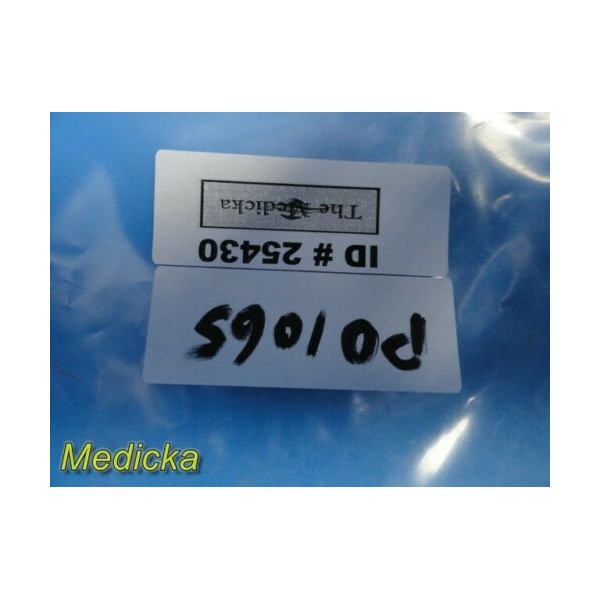 PO1065
ID # 25430
The Medicka
Medicka